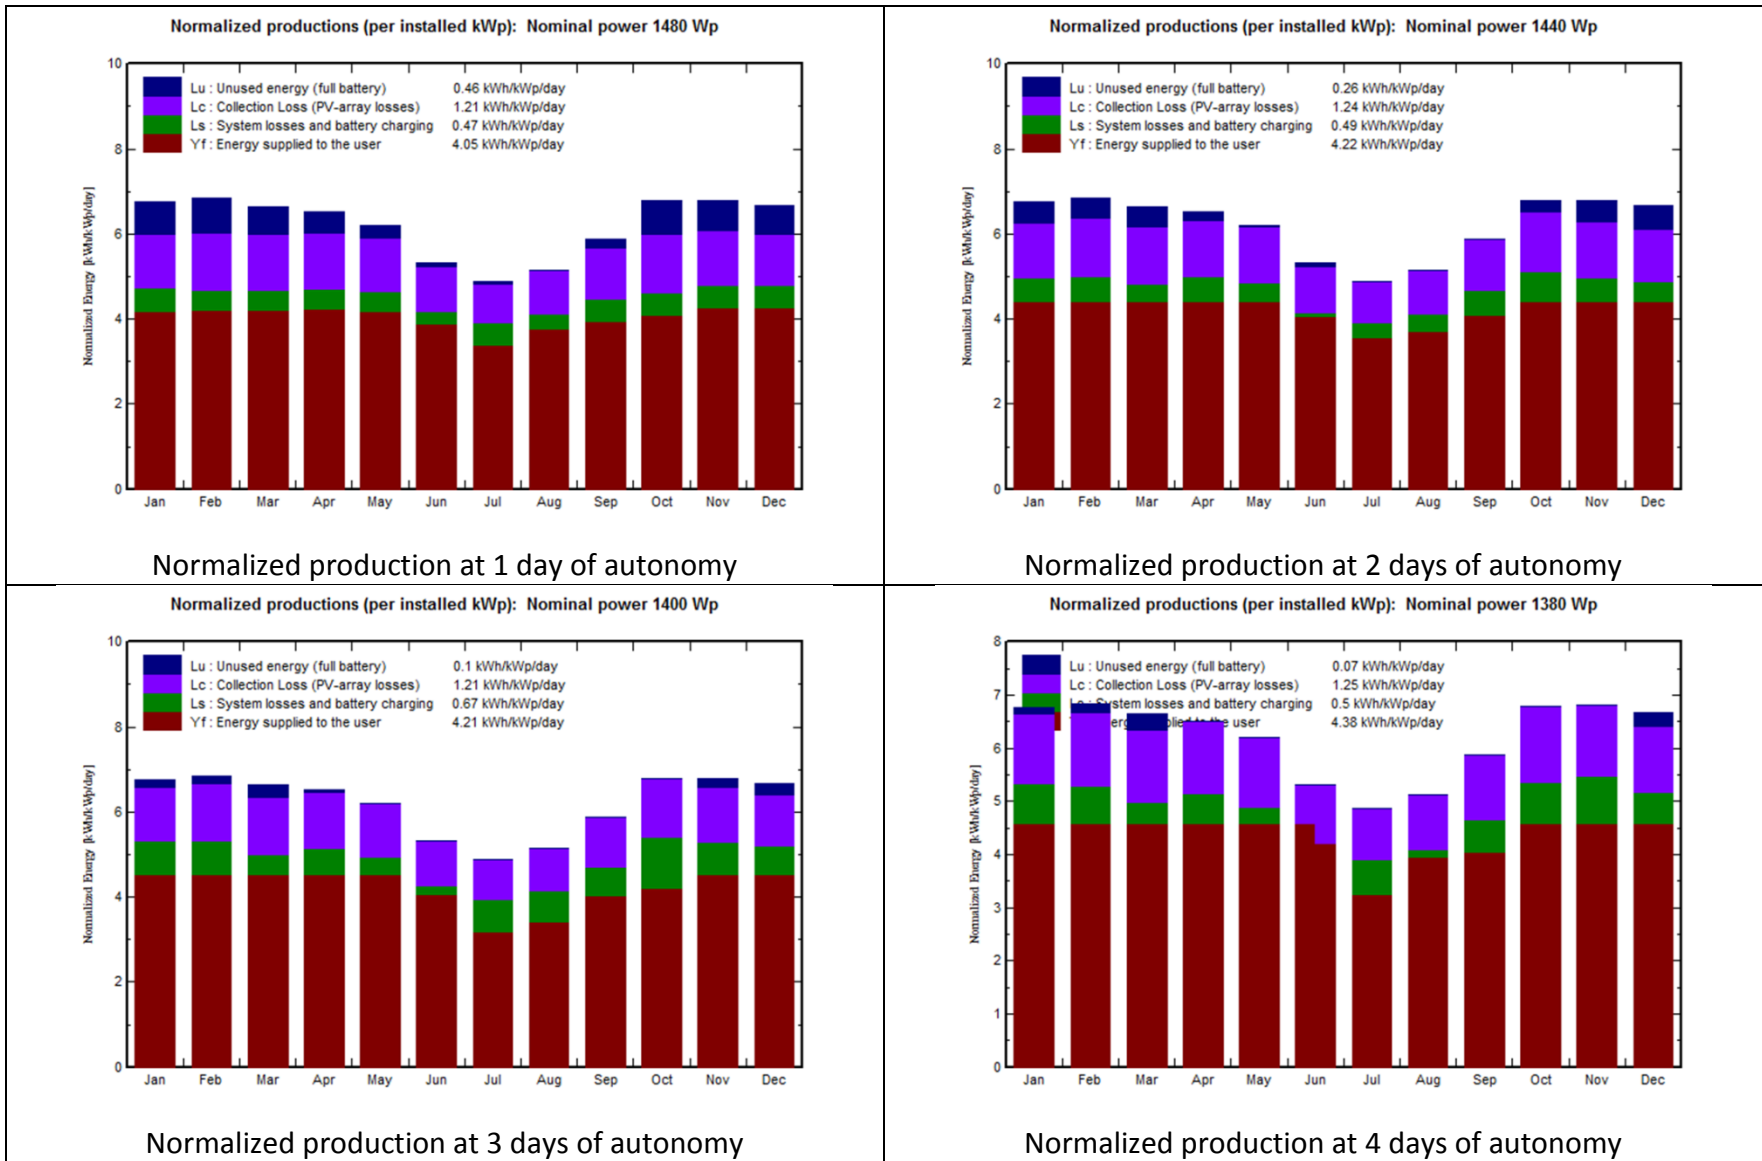 Normalized productions (per installed kWp): Nominal power 1480 Wp
10
8
6
4
2
0
Normalized Energy [kWh/kWp/day]
Lu : Unused energy (full battery) 0.46 kWh/kWp/day
Lc : Collection Loss (PV-array losses) 1.21 kWh/kWp/day
Ls : System losses and battery charging 0.47 kWh/kWp/day
Yf : Energy supplied to the user 4.05 kWh/kWp/day
Jan Feb Mar Apr May Jun Jul Aug Sep Oct Nov Dec
Normalized production at 1 day of autonomy
Normalized productions (per installed kWp): Nominal power 1440 Wp
10
8
6
4
2
0
Normalized Energy [kWh/kWp/day]
Lu : Unused energy (full battery) 0.26 kWh/kWp/day
Lc : Collection Loss (PV-array losses) 1.24 kWh/kWp/day
Ls : System losses and battery charging 0.49 kWh/kWp/day
Yf : Energy supplied to the user 4.22 kWh/kWp/day
Jan Feb Mar Apr May Jun Jul Aug Sep Oct Nov Dec
Normalized production at 2 days of autonomy
Normalized productions (per installed kWp): Nominal power 1400 Wp
10
8
6
4
2
0
Normalized Energy [kWh/kWp/day]
Lu : Unused energy (full battery) 0.1 kWh/kWp/day
Lc : Collection Loss (PV-array losses) 1.21 kWh/kWp/day
Ls : System losses and battery charging 0.67 kWh/kWp/day
Yf : Energy supplied to the user 4.21 kWh/kWp/day
Jan Feb Mar Apr May Jun Jul Aug Sep Oct Nov Dec
Normalized production at 3 days of autonomy
Normalized productions (per installed kWp): Nominal power 1380 Wp
8
7
6
5
4
3
2
1
0
Normalized Energy [kWh/kWp/day]
Lu : Unused energy (full battery) 0.07 kWh/kWp/day
Lc : Collection Loss (PV-array losses) 1.25 kWh/kWp/day
System losses and battery charging 0.5 kWh/kWp/day
to the user 4.38 kWh/kWp/day
Jan Feb Mar Apr May Jun Jul Aug Sep Oct Nov Dec
Normalized production at 4 days of autonomy